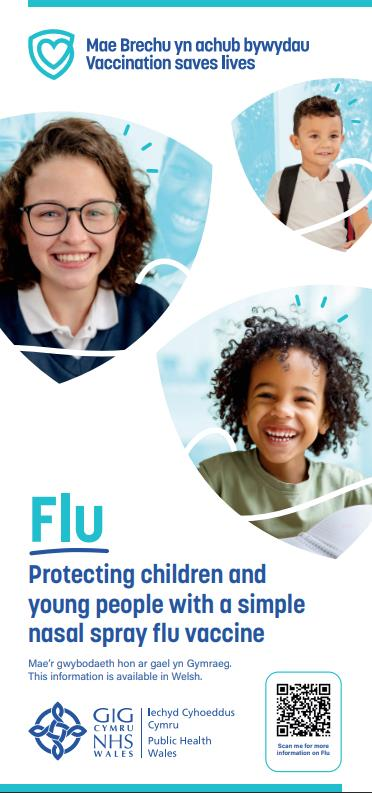 Mae Brechu yn achub bywydau
Vaccination saves lives
Flu
Protecting children and
young people with a simple
nasal spray flu vaccine
Mae'r gwybodaeth hon ar gael yn Gymraeg.
This information is available in Welsh.
GIG
CYMRU
NHS
WALES
Iechyd Cyhoeddus
Cymru
Public Health
Wales
Scan me for more
information on Flu